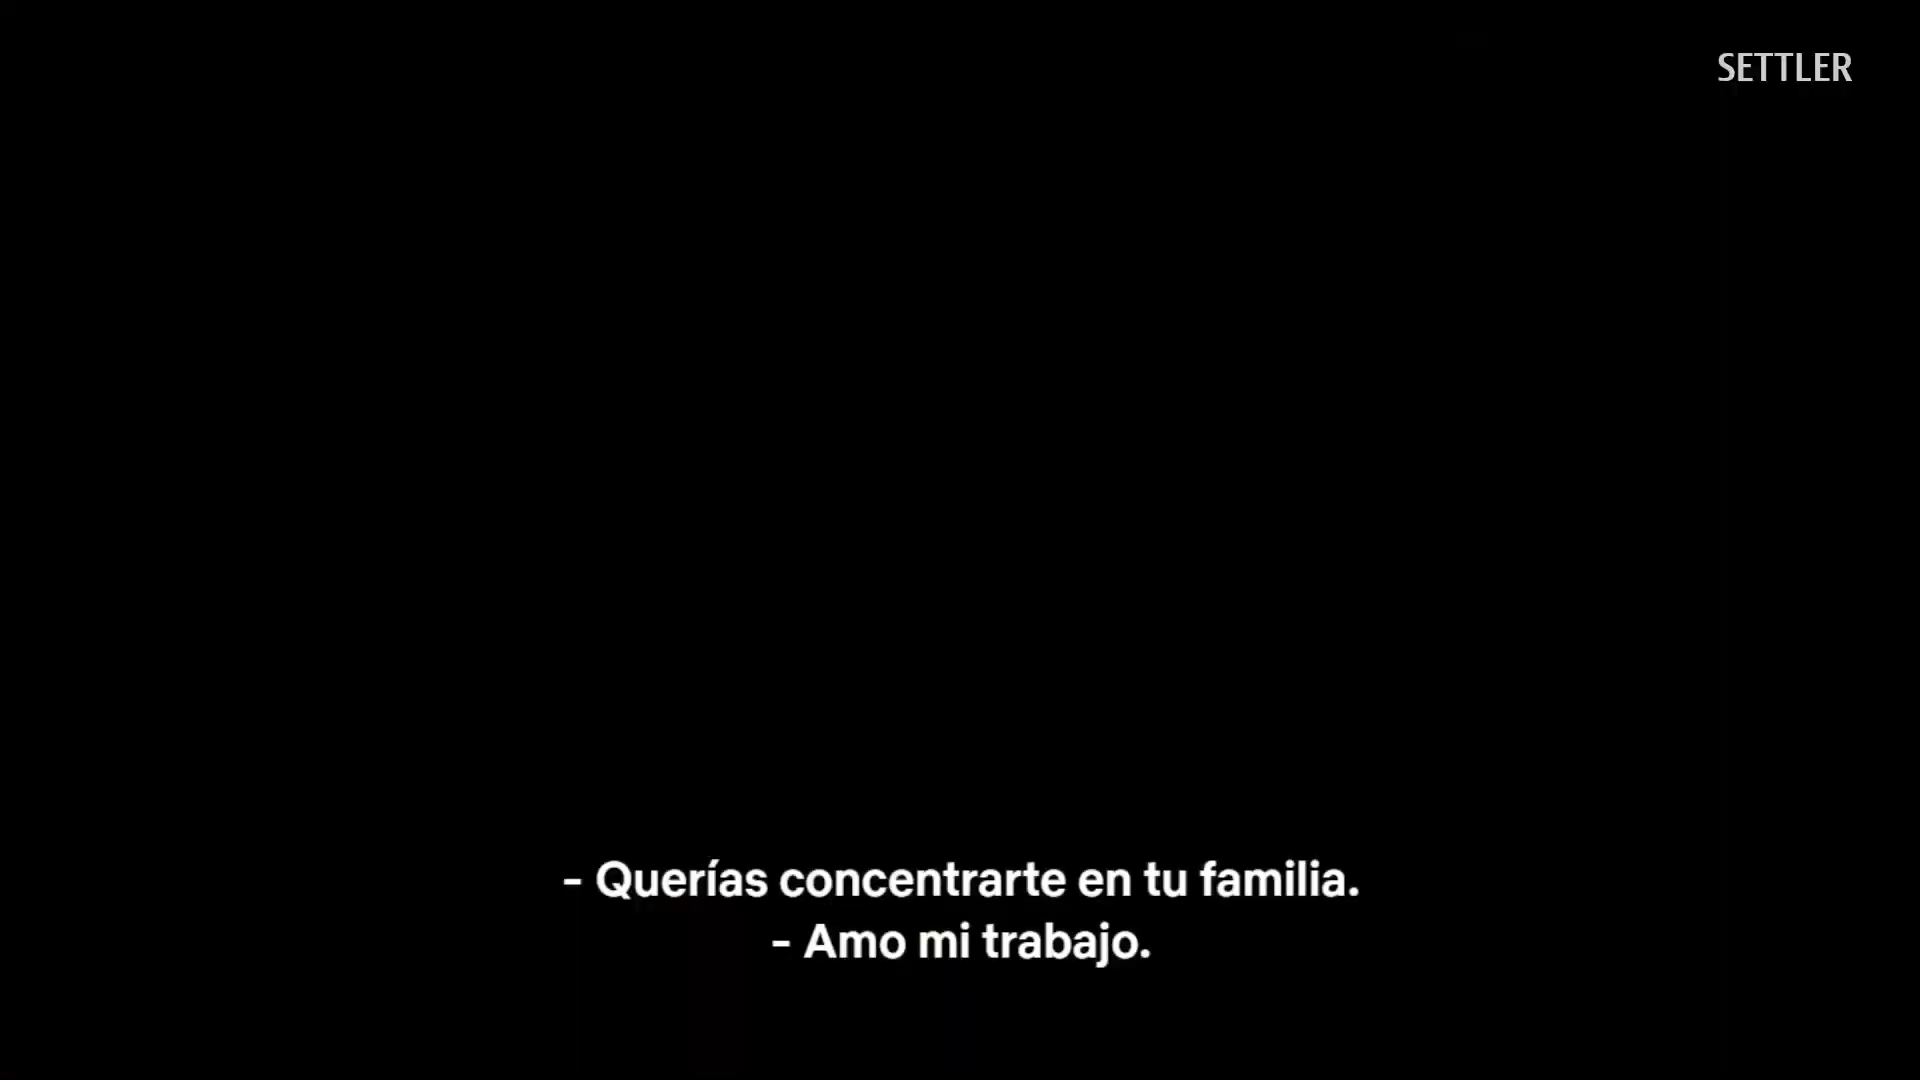 SETTLER
- Querías concentrarte en tu familia.
- Amo mi trabajo.